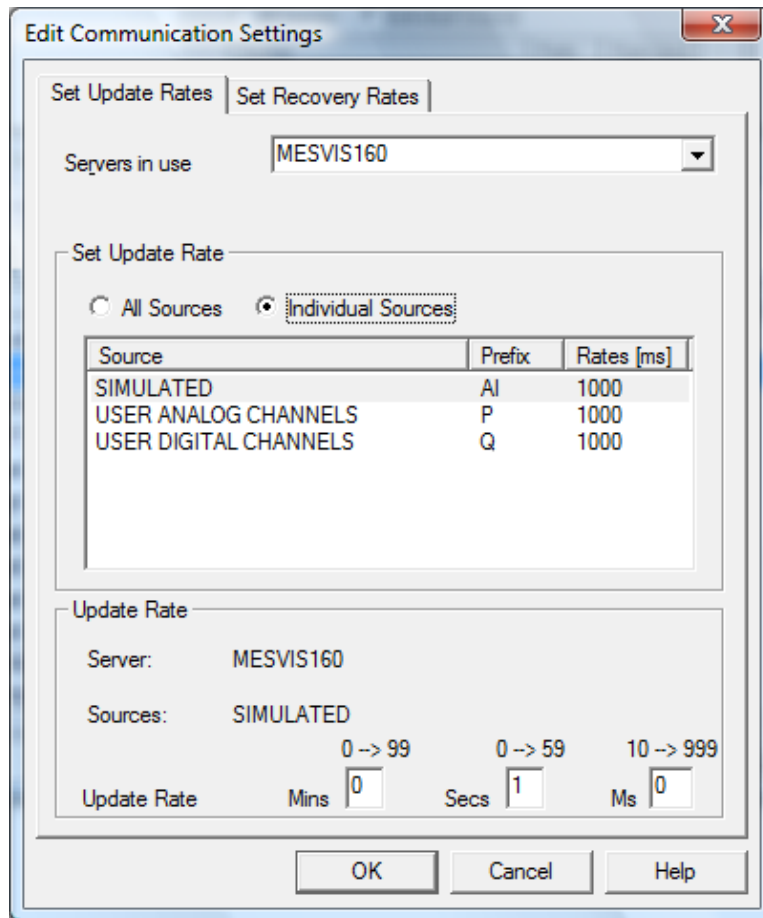 Edit Communication Settings
Set Update Rates Set Recovery Rates
Servers in use MESVIS160
Set Update Rate
All Sources Individual Sources
Source Prefix Rates [ms]
SIMULATED AI 1000
USER ANALOG CHANNELS P 1000
USER DIGITAL CHANNELS Q 1000
Update Rate
Server: MESVIS160
Sources: SIMULATED
0 --> 99 0 --> 59 10 --> 999
Update Rate Mins 0 Secs 1 Ms 0
OK Cancel Help